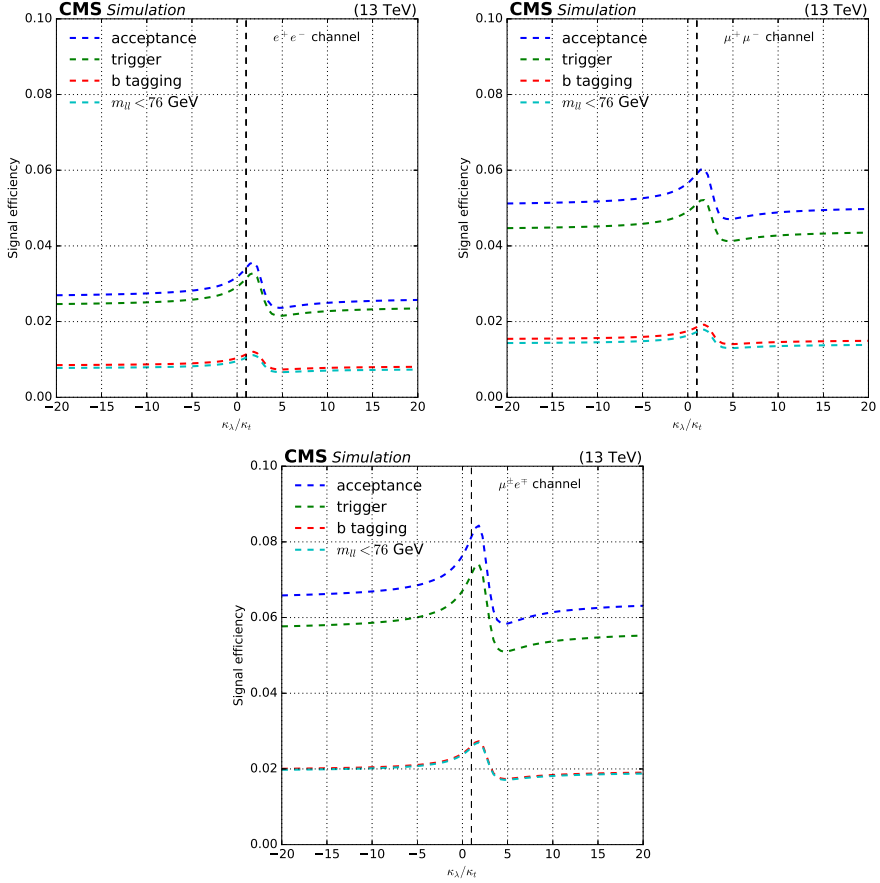 CMS Simulation (13 TeV)
e⁺e⁻ channel
acceptance
trigger
b tagging
m_ll < 76 GeV
Signal efficiency
0.10
0.08
0.06
0.04
0.02
0.00
−20 −15 −10 −5 0 5 10 15 20
κ_λ/κ_t
CMS Simulation (13 TeV)
μ⁺μ⁻ channel
acceptance
trigger
b tagging
m_ll < 76 GeV
Signal efficiency
0.10
0.08
0.06
0.04
0.02
0.00
−20 −15 −10 −5 0 5 10 15 20
κ_λ/κ_t
CMS Simulation (13 TeV)
μ^±e^∓ channel
acceptance
trigger
b tagging
m_ll < 76 GeV
Signal efficiency
0.10
0.08
0.06
0.04
0.02
0.00
−20 −15 −10 −5 0 5 10 15 20
κ_λ/κ_t